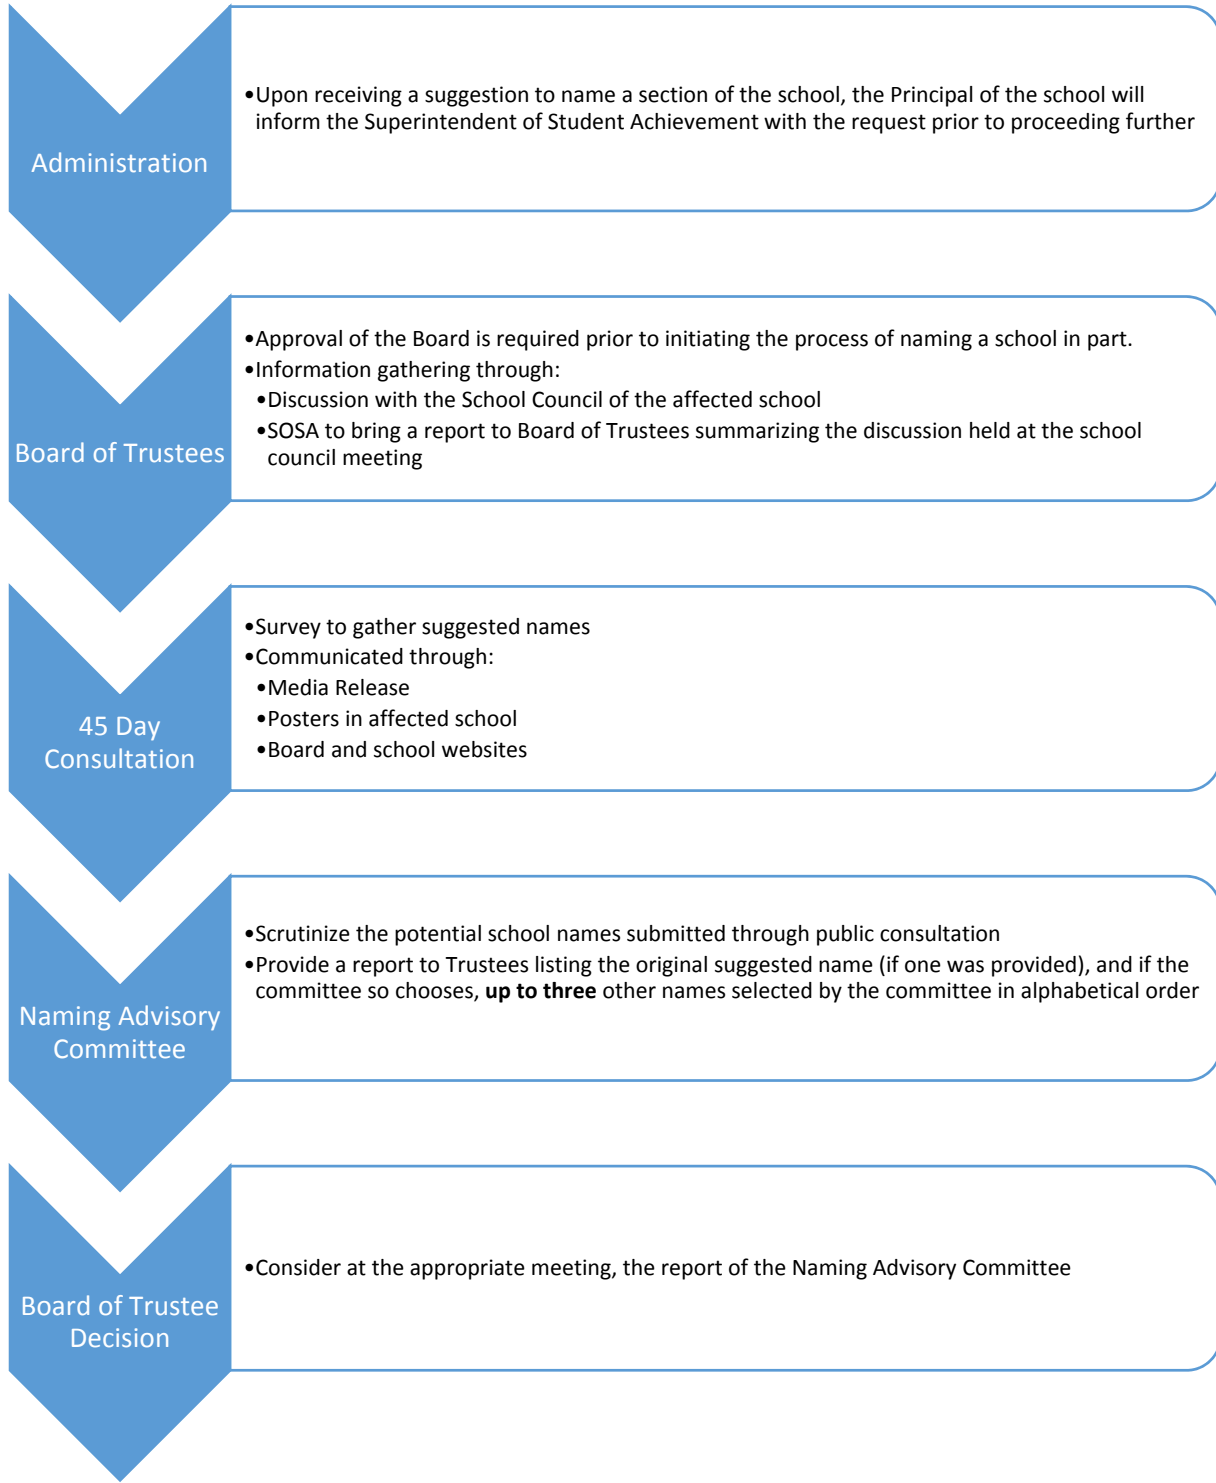 Administration
•Upon receiving a suggestion to name a section of the school, the Principal of the school will
inform the Superintendent of Student Achievement with the request prior to proceeding further
Board of Trustees
•Approval of the Board is required prior to initiating the process of naming a school in part.
•Information gathering through:
•Discussion with the School Council of the affected school
•SOSA to bring a report to Board of Trustees summarizing the discussion held at the school
council meeting
45 Day
Consultation
•Survey to gather suggested names
•Communicated through:
•Media Release
•Posters in affected school
•Board and school websites
Naming Advisory
Committee
•Scrutinize the potential school names submitted through public consultation
•Provide a report to Trustees listing the original suggested name (if one was provided), and if the
committee so chooses, up to three other names selected by the committee in alphabetical order
Board of Trustee
Decision
•Consider at the appropriate meeting, the report of the Naming Advisory Committee